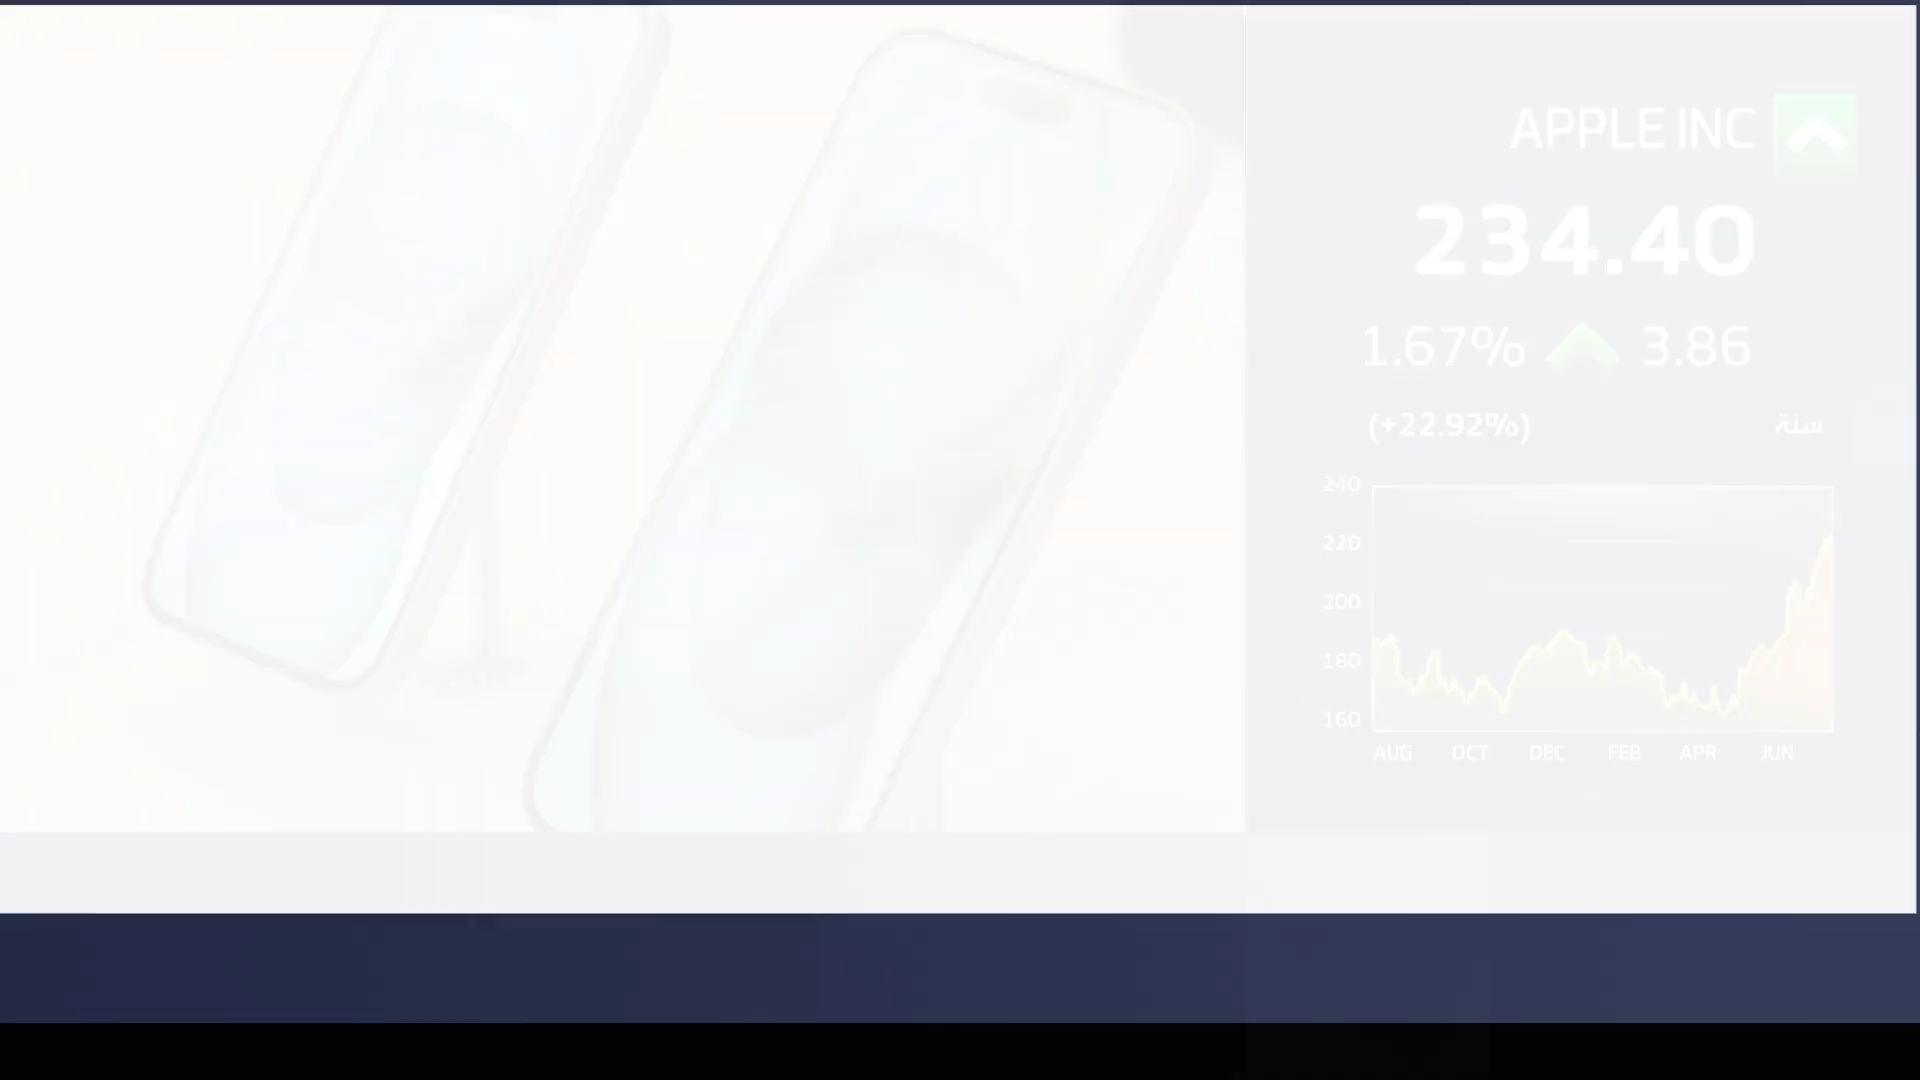 APPLE INC
234.40
1.67% 3.86
(+22.92%) سنة
240
220
200
180
160
AUG OCT DEC FEB APR JUN